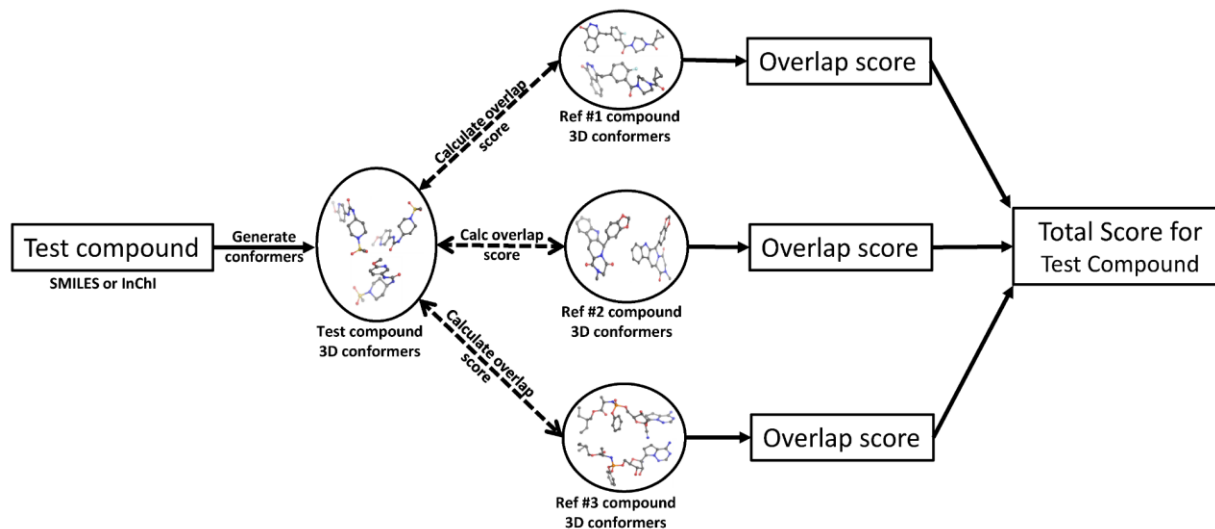 Test compound
SMILES or InChI
Generate
conformers
Test compound
3D conformers
Calculate overlap
score
Calc overlap
score
Calculate overlap
score
Ref #1 compound
3D conformers
Ref #2 compound
3D conformers
Ref #3 compound
3D conformers
Overlap score
Overlap score
Overlap score
Total Score for
Test Compound